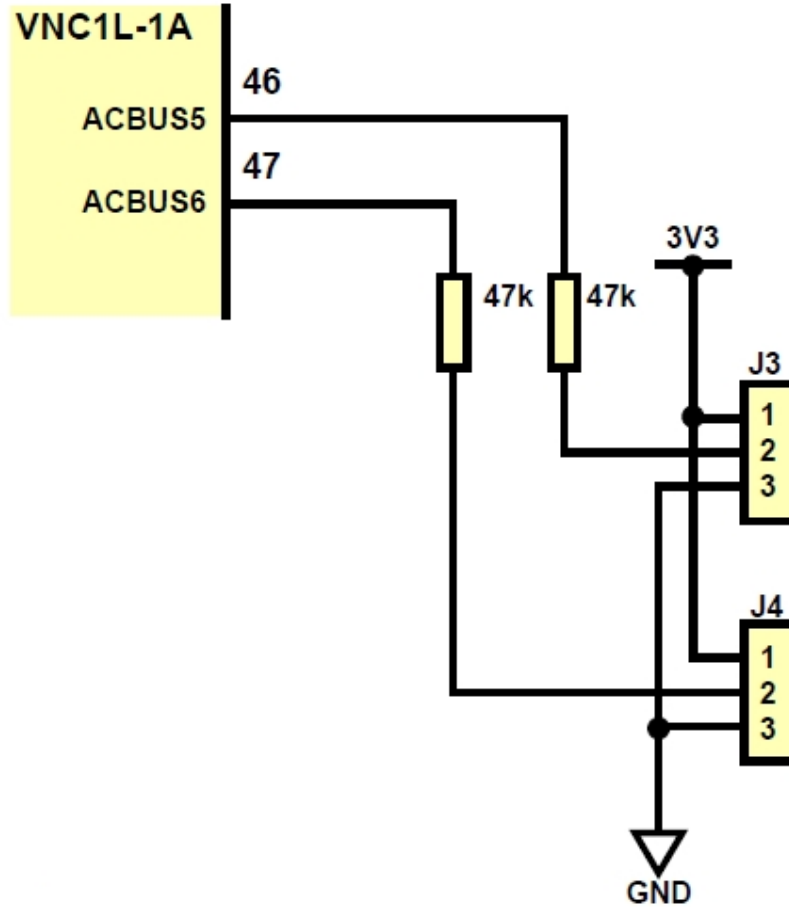 VNC1L-1A
46
ACBUS5
47
ACBUS6
3V3
47k 47k
J3
1
2
3
J4
1
2
3
GND